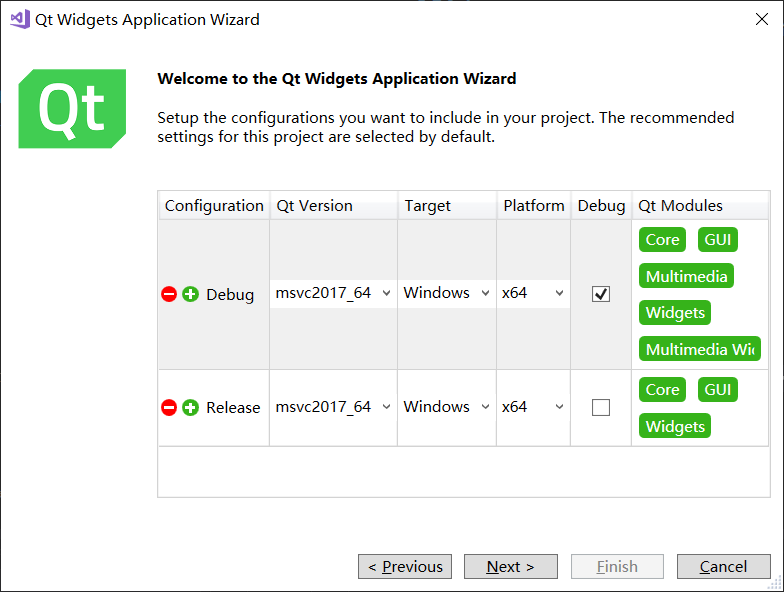 Qt Widgets Application Wizard
Qt
Welcome to the Qt Widgets Application Wizard
Setup the configurations you want to include in your project. The recommended
settings for this project are selected by default.
Configuration Qt Version Target Platform Debug Qt Modules
Debug msvc2017_64 Windows x64
Core GUI
Multimedia
Widgets
Multimedia Wi
Release msvc2017_64 Windows x64
Core GUI
Widgets
< Previous Next > Finish Cancel